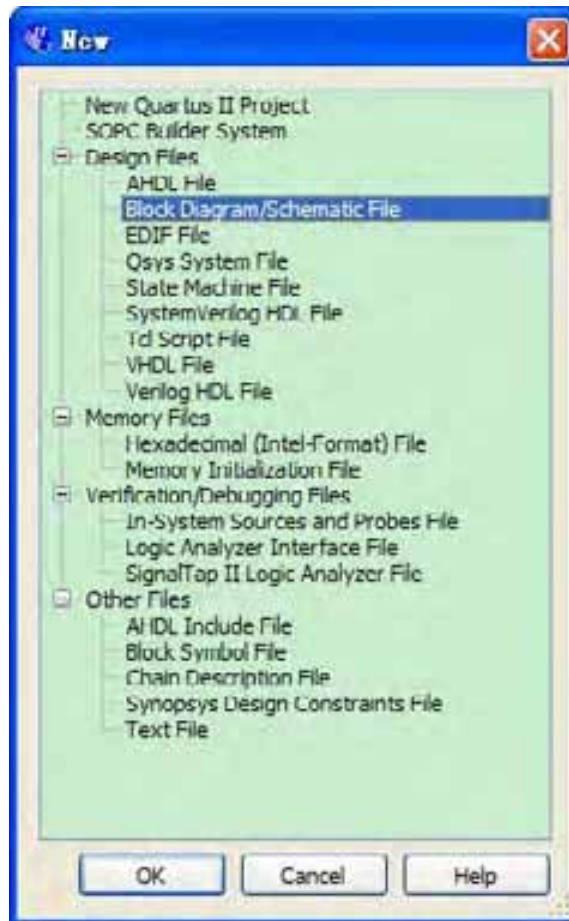 New
New Quartus II Project
SOPC Builder System
Design Files
AHDL File
Block Diagram/Schematic File
EDIF File
Qsys System File
State Machine File
SystemVerilog HDL File
Tcl Script File
VHDL File
Verilog HDL File
Memory Files
Hexadecimal (Intel-Format) File
Memory Initialization File
Verification/Debugging Files
In-System Sources and Probes File
Logic Analyzer Interface File
SignalTap II Logic Analyzer File
Other Files
AHDL Include File
Block Symbol File
Chain Description File
Synopsys Design Constraints File
Text File
OK Cancel Help